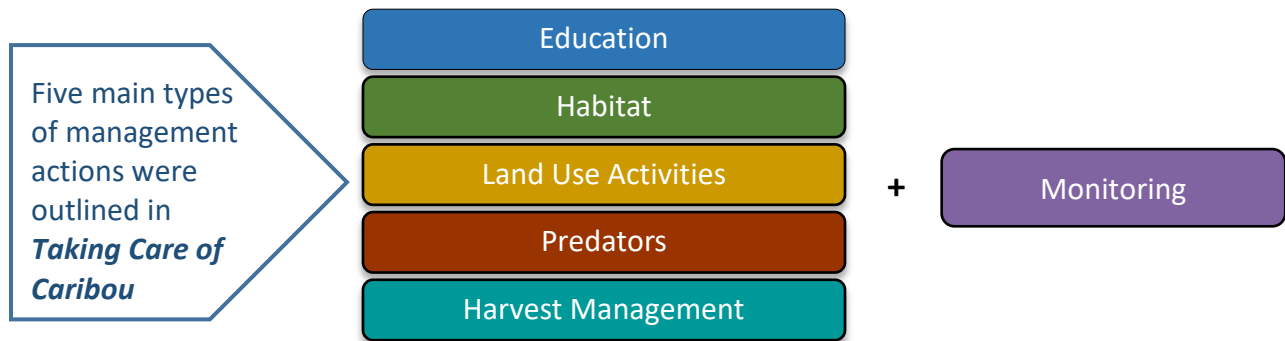 Five main types
of management
actions were
outlined in
Taking Care of
Caribou
Education
Habitat
Land Use Activities
Predators
Harvest Management
+
Monitoring